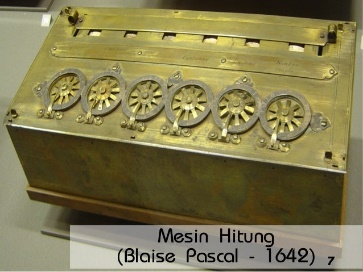 Mesin Hitung
(Blaise Pascal - 1642) 7